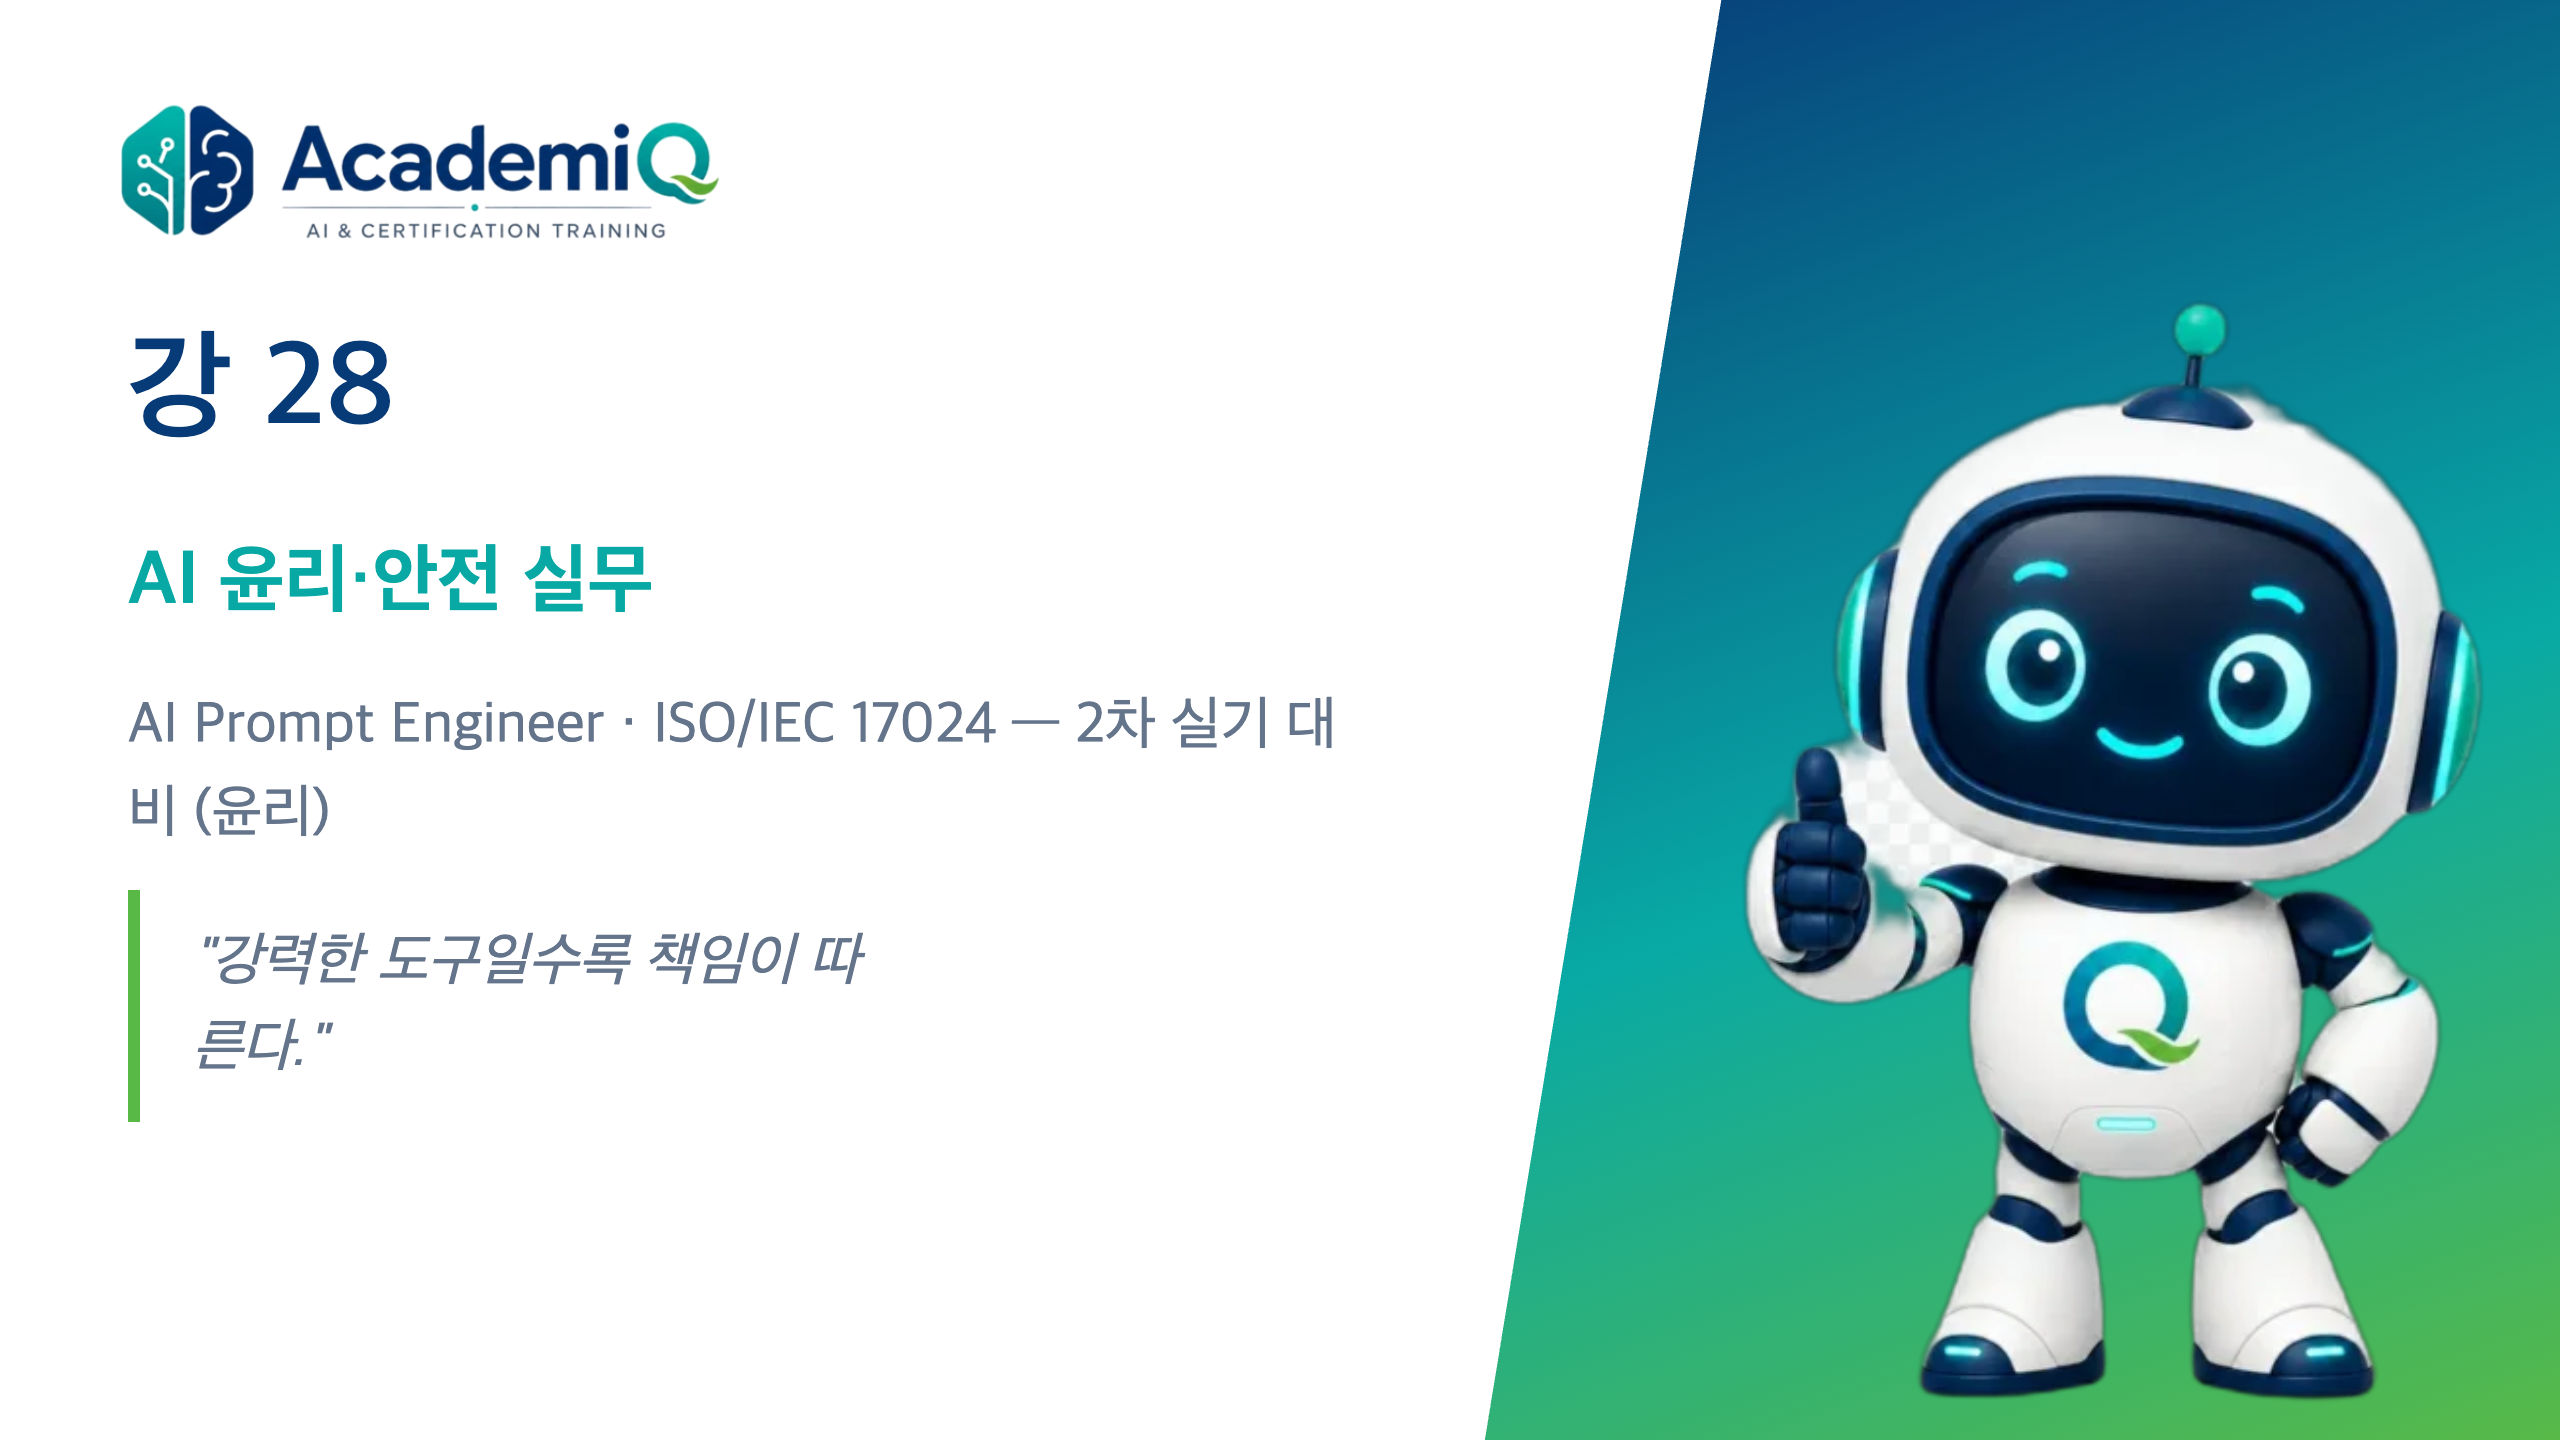 AcademiQ
AI & CERTIFICATION TRAINING
강 28
AI 윤리·안전 실무
AI Prompt Engineer · ISO/IEC 17024 — 2차 실기 대
비 (윤리)
"강력한 도구일수록 책임이 따
른다."
Q